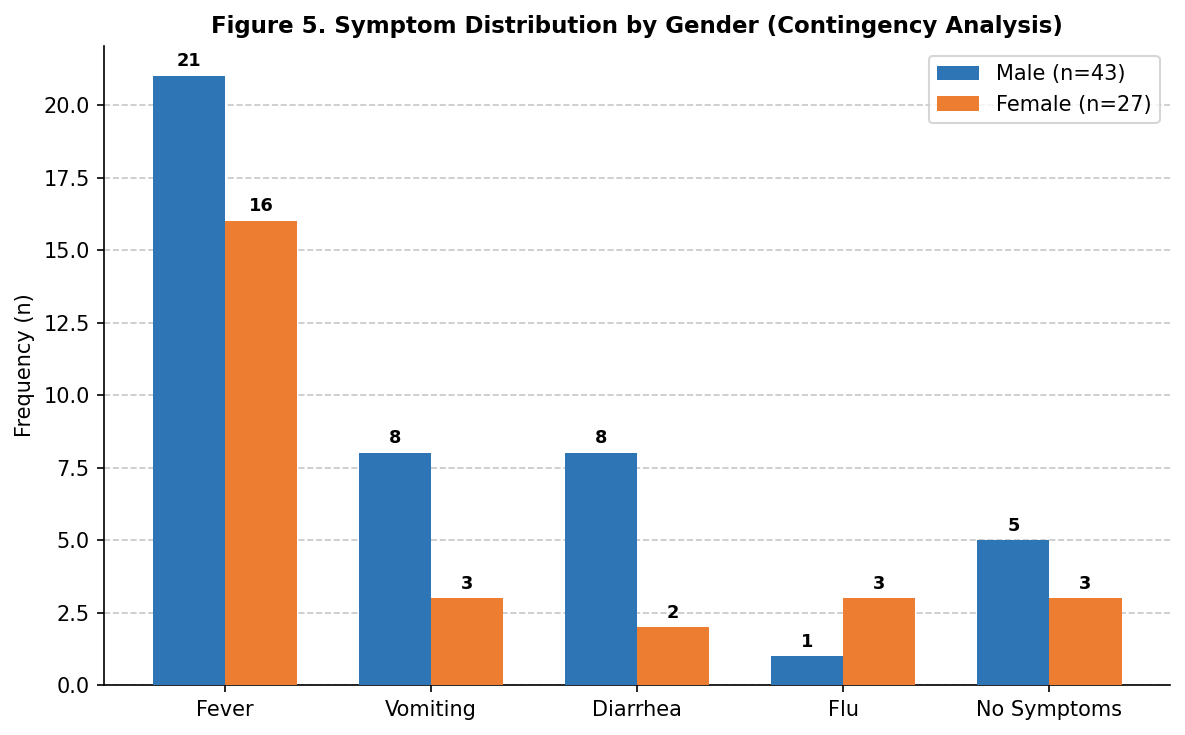 Figure 5. Symptom Distribution by Gender (Contingency Analysis)
Male (n=43)
Female (n=27)
Frequency (n)
20.0
17.5
15.0
12.5
10.0
7.5
5.0
2.5
0.0
21
16
8
3
8
2
1
3
5
3
Fever
Vomiting
Diarrhea
Flu
No Symptoms